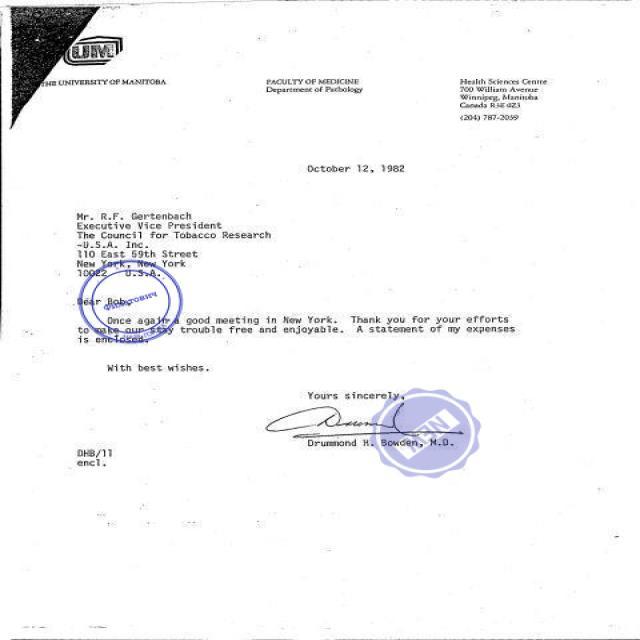 UM
THE UNIVERSITY OF MANITOBA
FACULTY OF MEDICINE
Department of Pathology
Health Sciences Centre
700 William Avenue
Winnipeg, Manitoba
Canada R3E 0Z3
(204) 787-2059
October 12, 1982
Mr. R.F. Gertenbach
Executive Vice President
The Council for Tobacco Research
-U.S.A. Inc.
110 East 59th Street
New York, New York
10022 U.S.A.
Dear Bob,
Once again a good meeting in New York. Thank you for your efforts
to make our stay trouble free and enjoyable. A statement of my expenses
is enclosed.
With best wishes.
Yours sincerely,
Drummond H. Bowden, M.D.
DHB/11
encl.